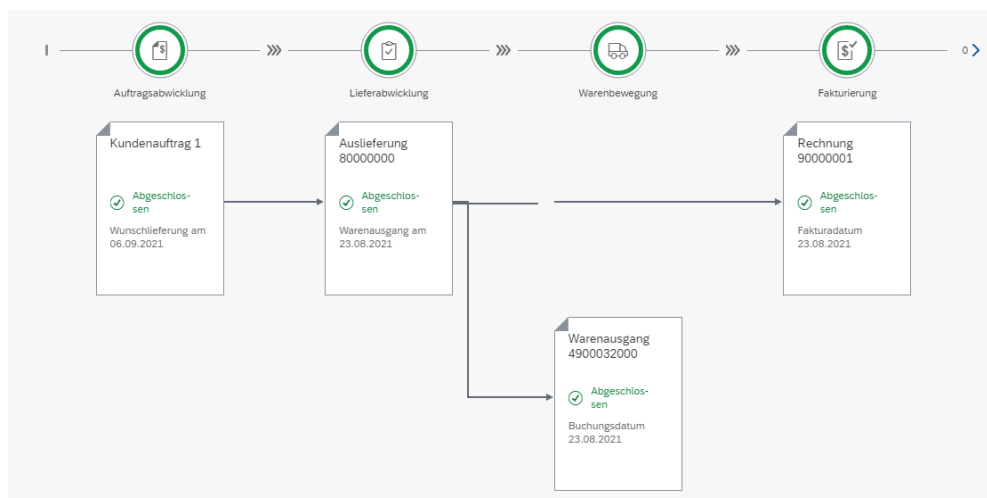 Auftragsabwicklung
Lieferabwicklung
Warenbewegung
Fakturierung
0
Kundenauftrag 1
Abgeschlos-
sen
Wunschlieferung am
06.09.2021
Auslieferung
80000000
Abgeschlos-
sen
Warenausgang am
23.08.2021
Rechnung
90000001
Abgeschlos-
sen
Fakturadatum
23.08.2021
Warenausgang
4900032000
Abgeschlos-
sen
Buchungsdatum
23.08.2021